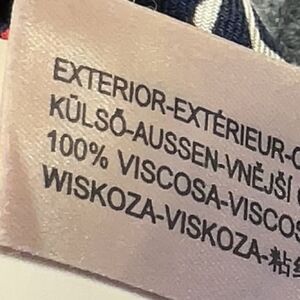 EXTERIOR-EXTÉRIEUR-
KÜLSŐ-AUSSEN-VNĚJŠÍ
100% VISCOSA-VISCOS
WISKOZA-VISKOZA-粘